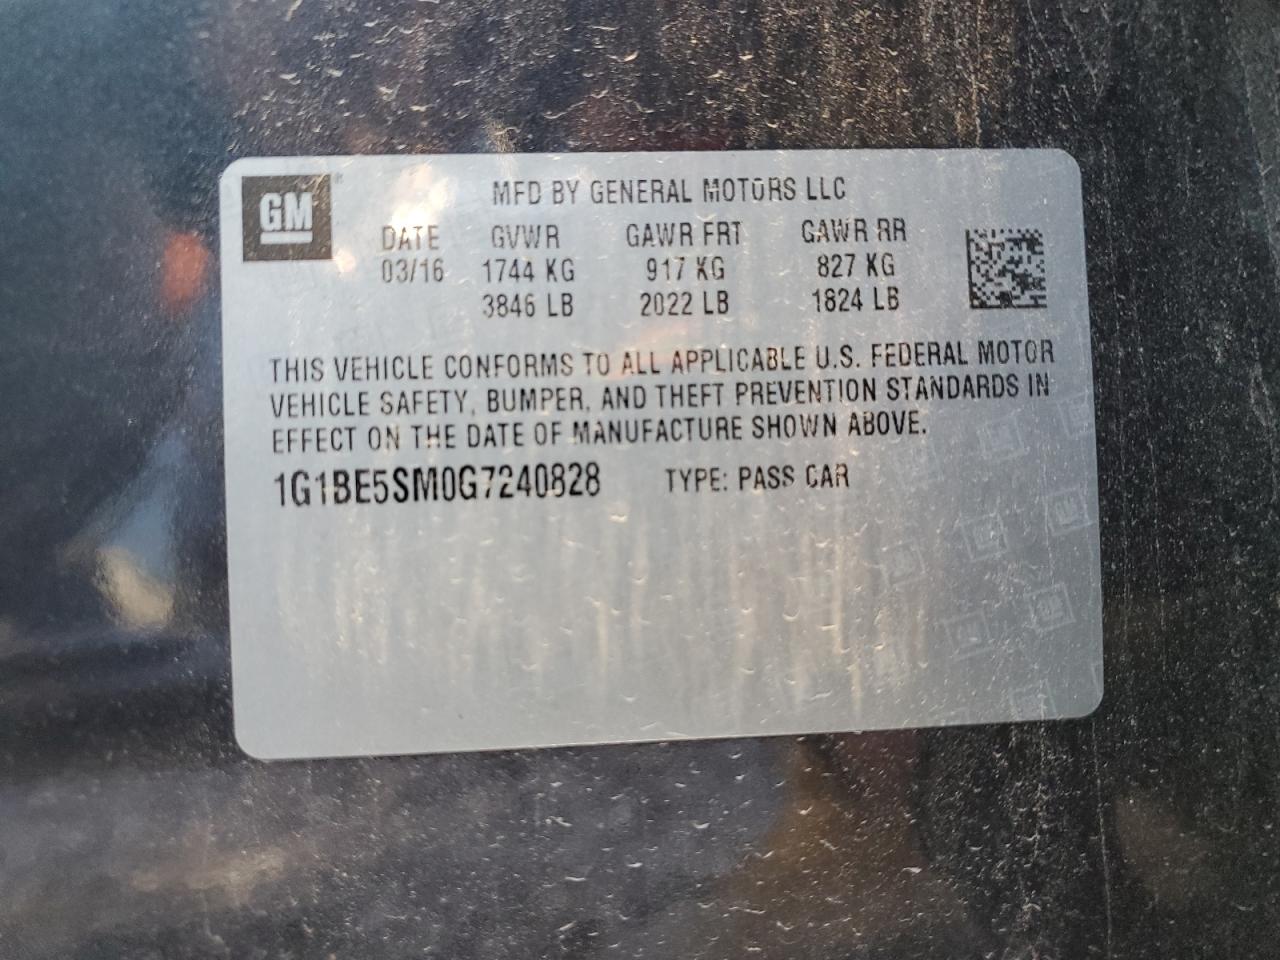 GM
MFD BY GENERAL MOTORS LLC
DATE GVWR GAWR FRT GAWR RR
03/16 1744 KG 917 KG 827 KG
3846 LB 2022 LB 1824 LB
THIS VEHICLE CONFORMS TO ALL APPLICABLE U.S. FEDERAL MOTOR
VEHICLE SAFETY, BUMPER, AND THEFT PREVENTION STANDARDS IN
EFFECT ON THE DATE OF MANUFACTURE SHOWN ABOVE.
1G1BE5SM0G7240828 TYPE: PASS CAR